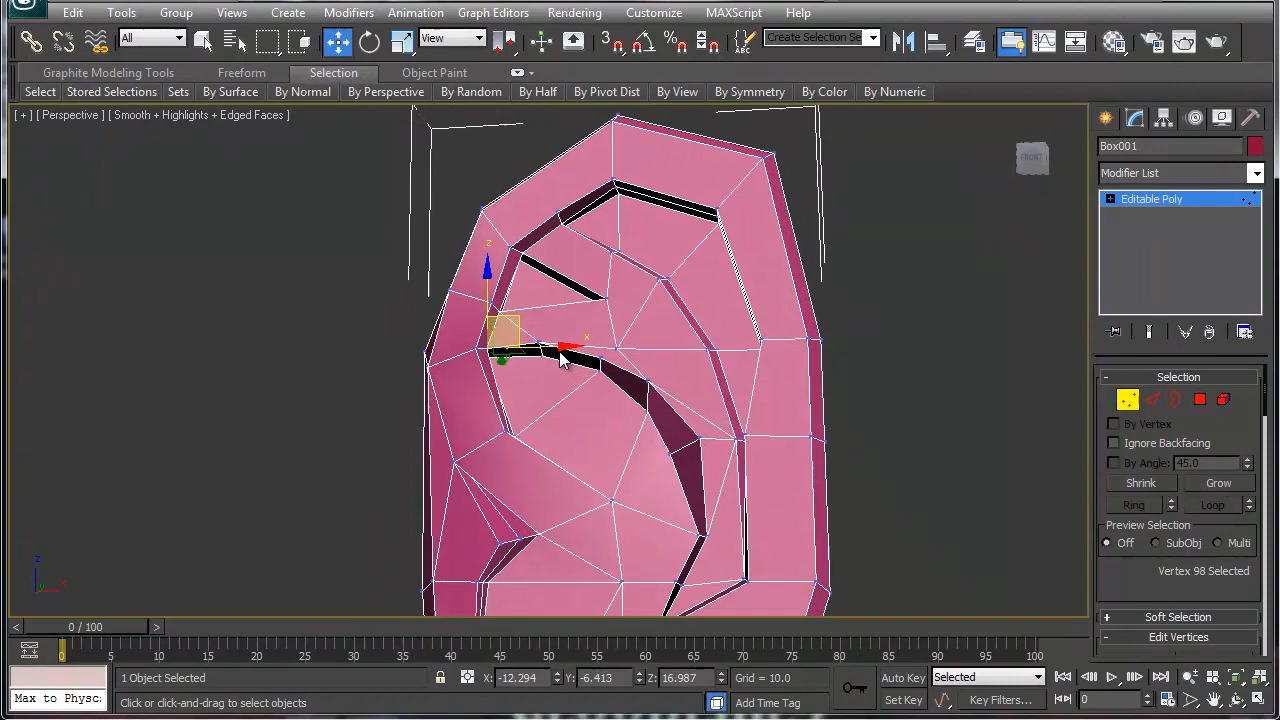 Edit Tools Group Views Create Modifiers Animation Graph Editors Rendering Customize MAXScript Help
All View 3 Create Selection Se
Graphite Modeling Tools Freeform Selection Object Paint
Select Stored Selections Sets By Surface By Normal By Perspective By Random By Half By Pivot Dist By View By Symmetry By Color By Numeric
[ + ] [ Perspective ] [ Smooth + Highlights + Edged Faces ]
FRONT
Box001
Modifier List
Editable Poly
z
x
- Selection
By Vertex
Ignore Backfacing
By Angle: 45.0
Shrink Grow
Ring Loop
Preview Selection
Off SubObj Multi
Vertex 98 Selected
+ Soft Selection
- Edit Vertices
z
y x
< 0 / 100 >
0 5 10 15 20 25 30 35 40 45 50 55 60 65 70 75 80 85 90 95 100
1 Object Selected X: -12.294 Y: -6.413 Z: 16.987 Grid = 10.0 Auto Key Selected
Max to Physc Click or click-and-drag to select objects Add Time Tag Set Key Key Filters... 0